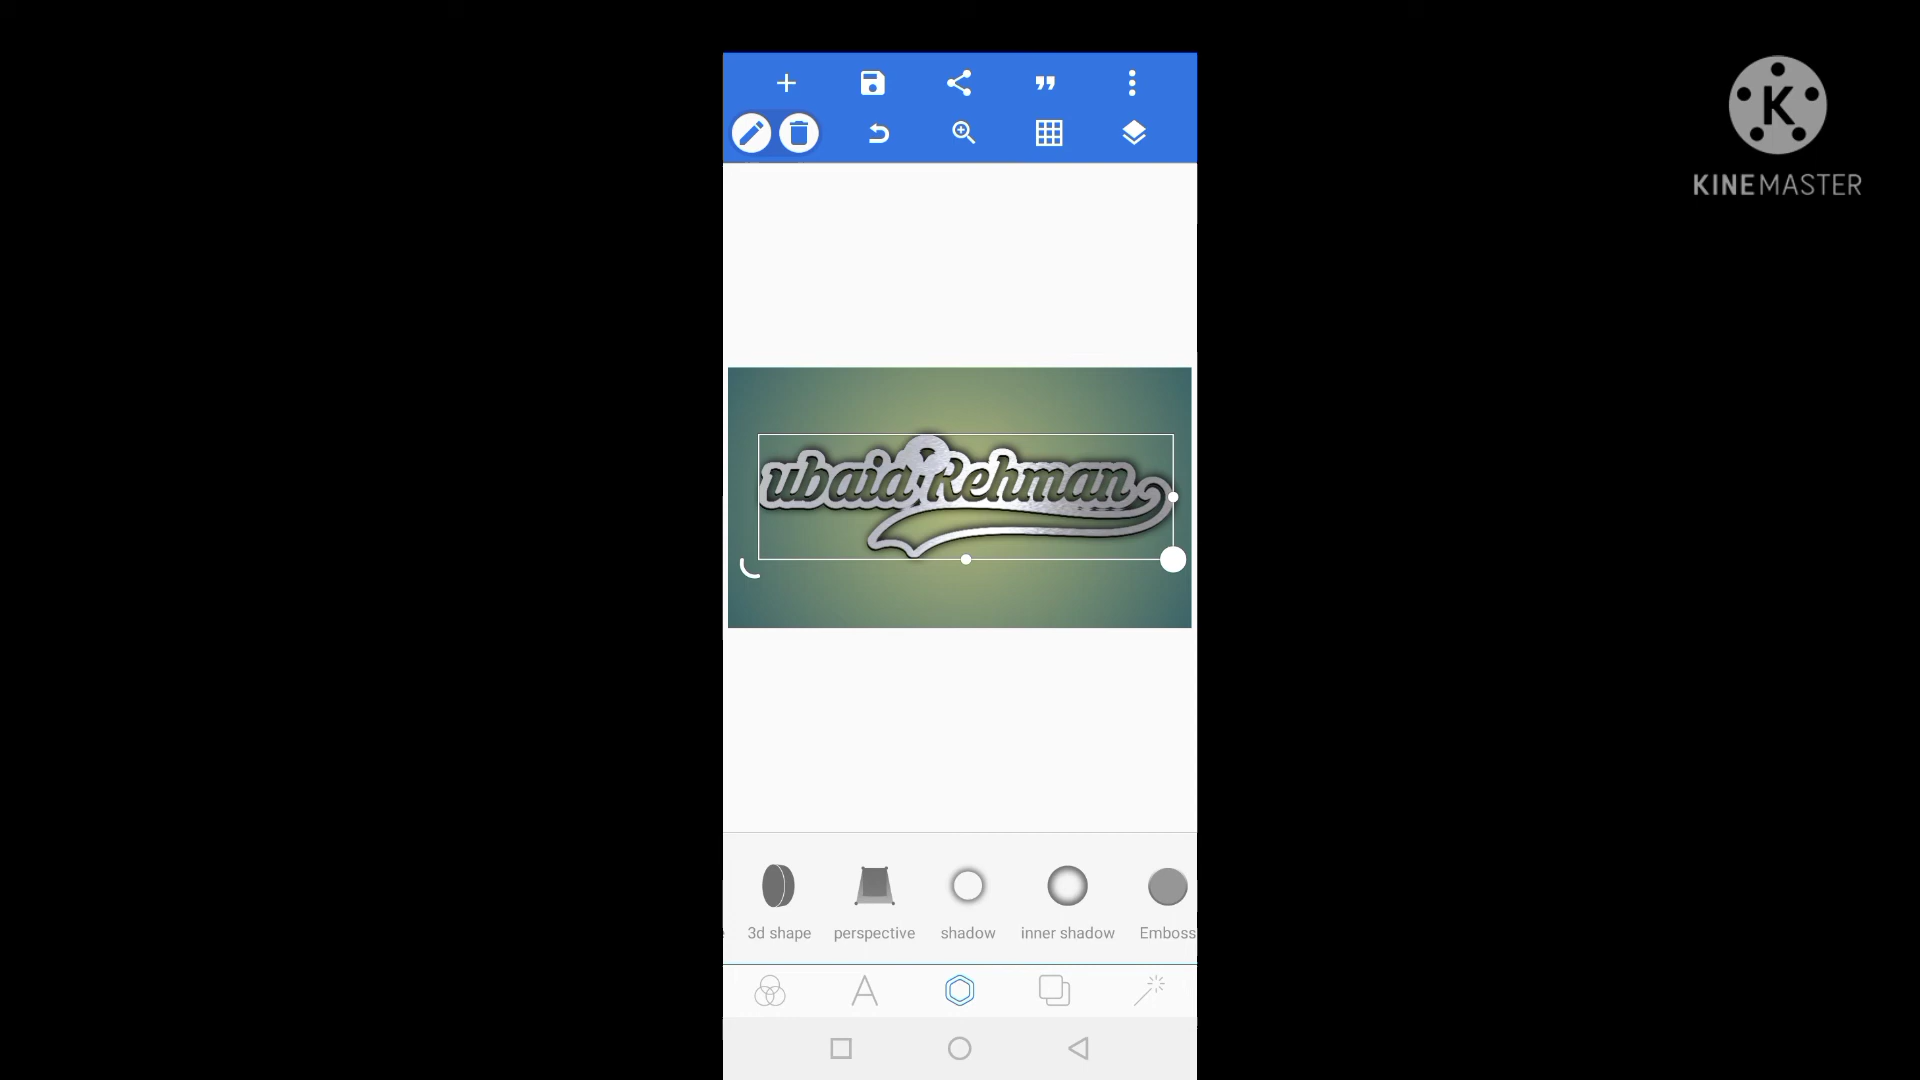 KINEMASTER
ubaid Rehman
3d shape
perspective
shadow
inner shadow
Emboss